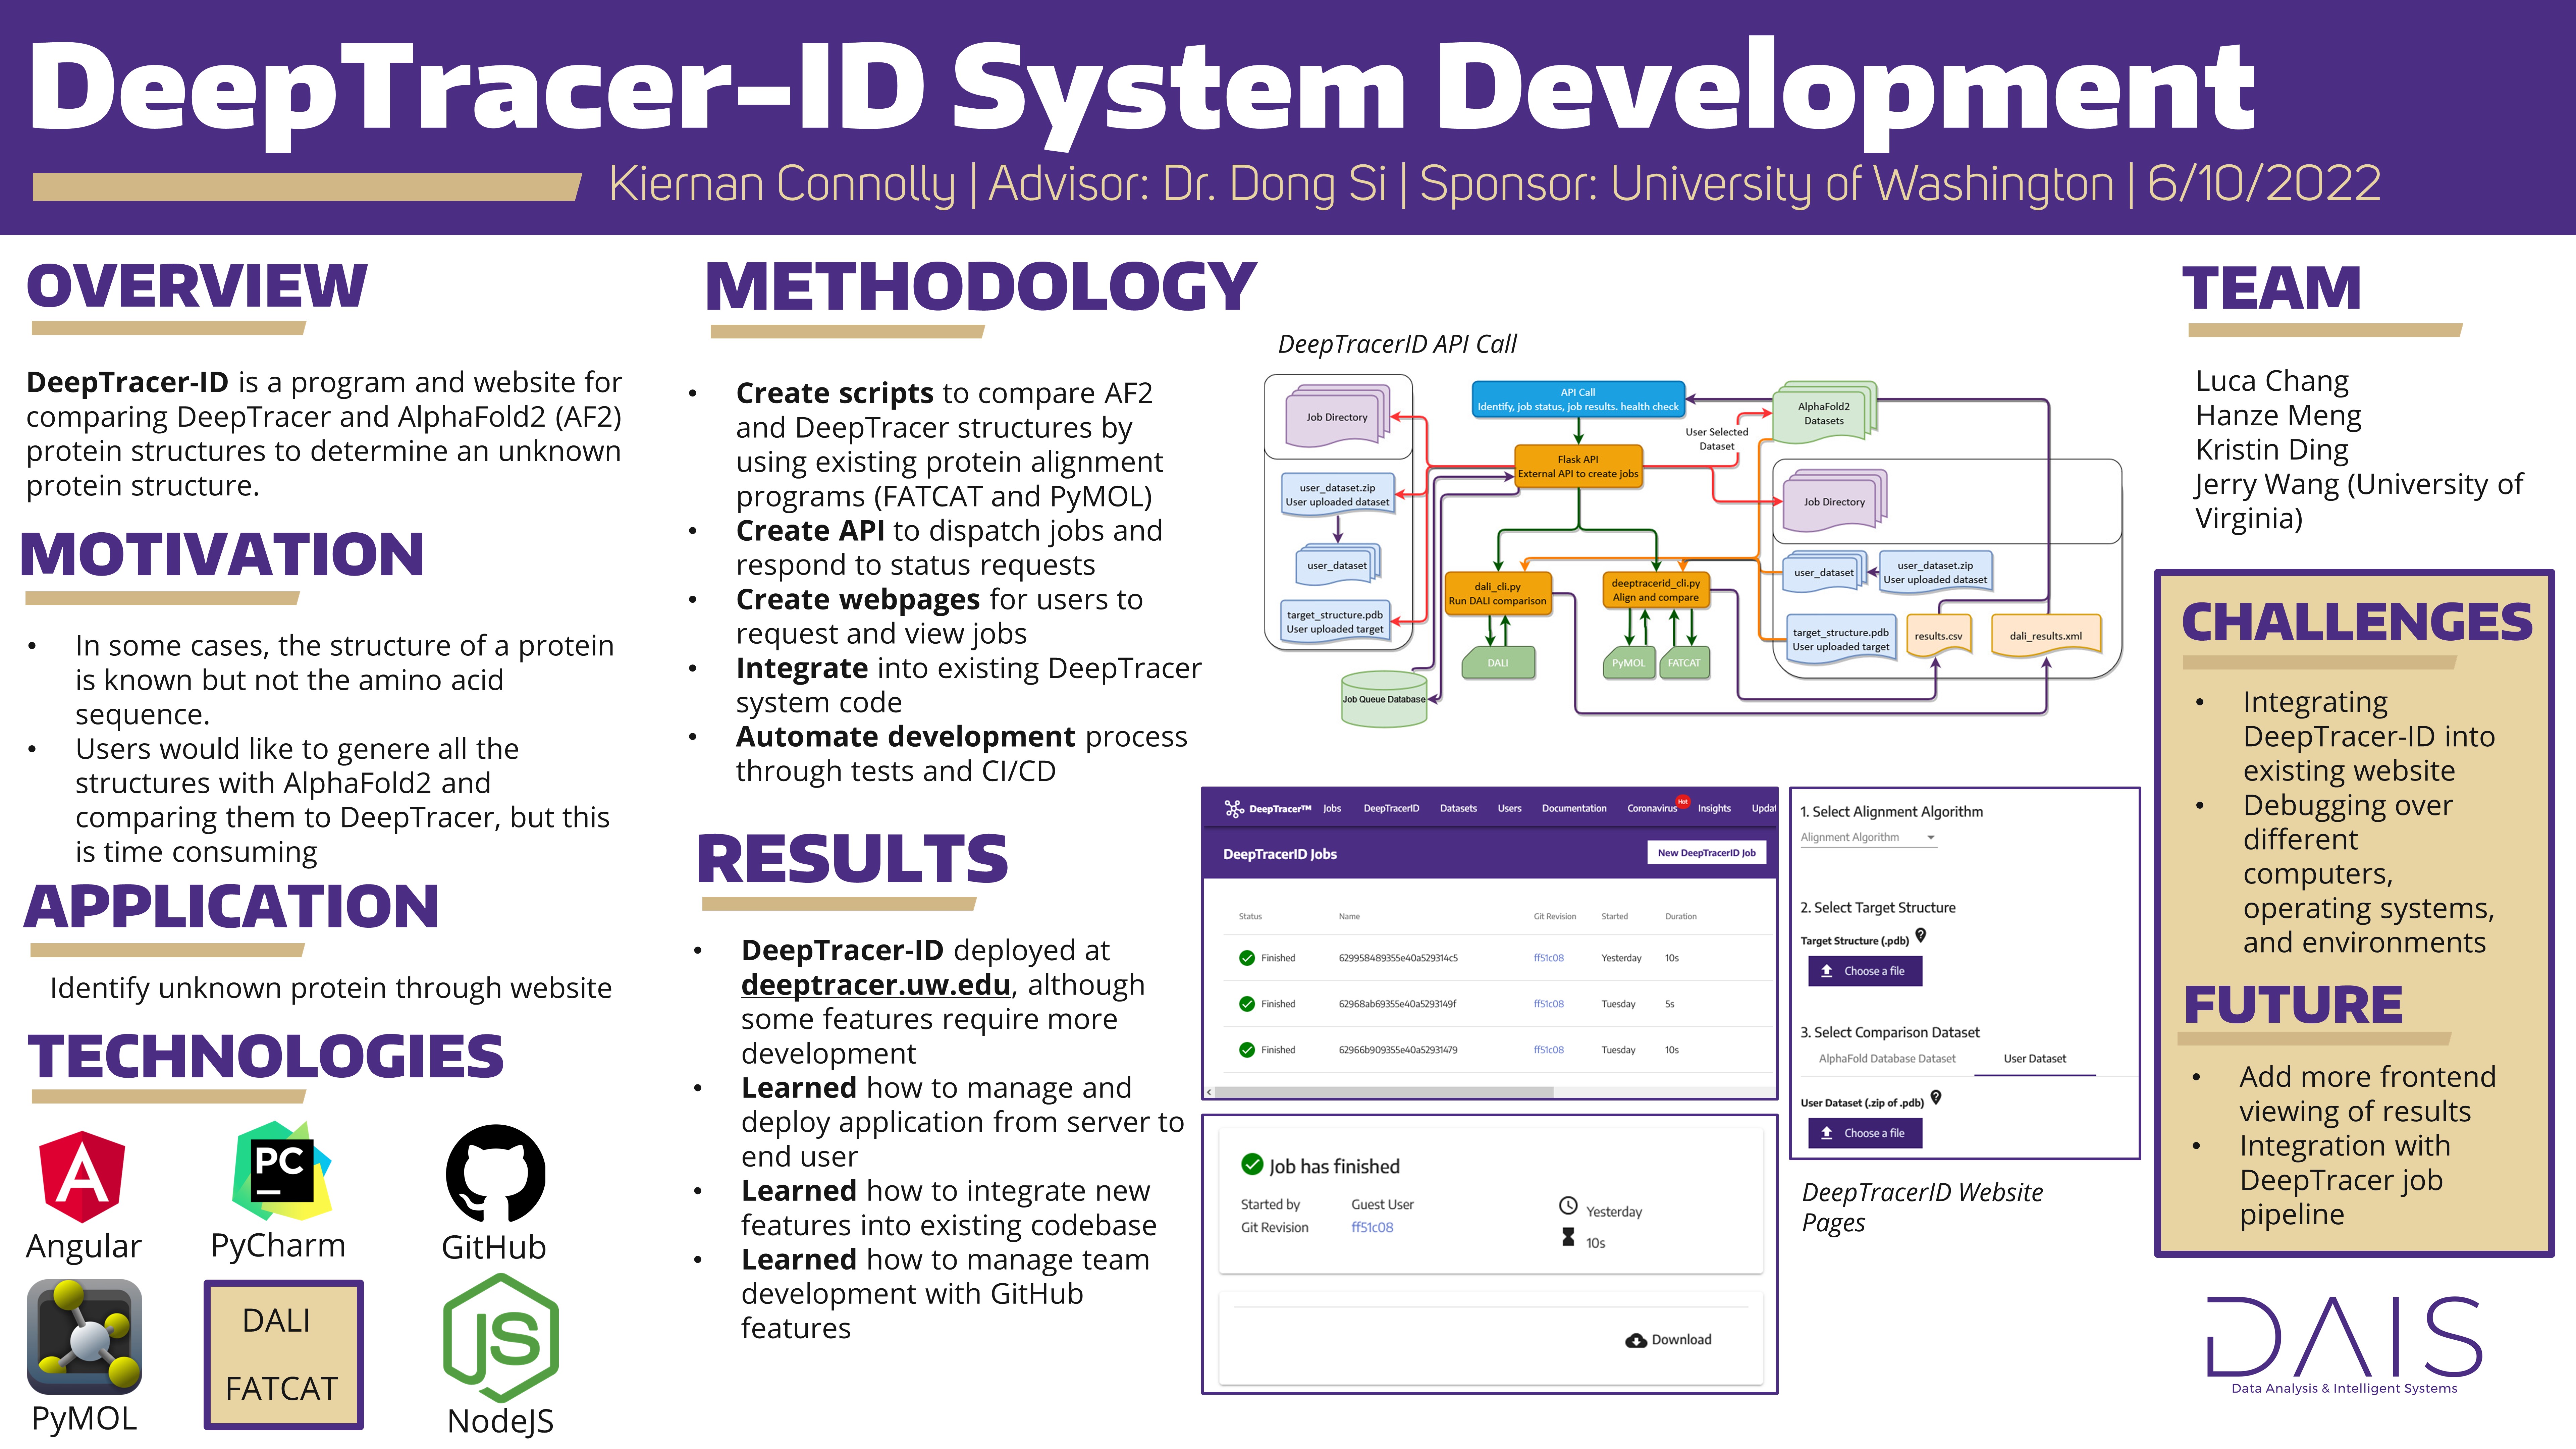 DeepTracer-ID System Development
Kiernan Connolly | Advisor: Dr. Dong Si | Sponsor: University of Washington | 6/10/2022
OVERVIEW
DeepTracer-ID is a program and website for
comparing DeepTracer and AlphaFold2 (AF2)
protein structures to determine an unknown
protein structure.
MOTIVATION
• In some cases, the structure of a protein
is known but not the amino acid
sequence.
• Users would like to genere all the
structures with AlphaFold2 and
comparing them to DeepTracer, but this
is time consuming
APPLICATION
Identify unknown protein through website
TECHNOLOGIES
PC
Angular
PyCharm
GitHub
DALI
FATCAT
JS
PyMOL
NodeJS
METHODOLOGY
• Create scripts to compare AF2
and DeepTracer structures by
using existing protein alignment
programs (FATCAT and PyMOL)
• Create API to dispatch jobs and
respond to status requests
• Create webpages for users to
request and view jobs
• Integrate into existing DeepTracer
system code
• Automate development process
through tests and CI/CD
RESULTS
• DeepTracer-ID deployed at
deeptracer.uw.edu, although
some features require more
development
• Learned how to manage and
deploy application from server to
end user
• Learned how to integrate new
features into existing codebase
• Learned how to manage team
development with GitHub
features
DeepTracerID API Call
Job Directory
API Call
Identify, job status, job results. health check
AlphaFold2
Datasets
User Selected
Dataset
Flask API
External API to create jobs
user_dataset.zip
User uploaded dataset
Job Directory
user_dataset
dali_cli.py
Run DALI comparison
deeptracerid_cli.py
Align and compare
user_dataset
user_dataset.zip
User uploaded dataset
target_structure.pdb
User uploaded target
target_structure.pdb
User uploaded target
results.csv
dali_results.xml
DALI
PyMOL
FATCAT
Job Queue Database
DeepTracer™ Jobs DeepTracerID Datasets Users Documentation Coronavirus Hot Insights Updat
DeepTracerID Jobs
New DeepTracerID Job
Status Name Git Revision Started Duration
Finished 629958489355e40a529314c5 ff51c08 Yesterday 10s
Finished 62968ab69355e40a5293149f ff51c08 Tuesday 5s
Finished 62966b909355e40a52931479 ff51c08 Tuesday 10s
Job has finished
Started by Guest User
Yesterday
Git Revision ff51c08
10s
Download
1. Select Alignment Algorithm
Alignment Algorithm
2. Select Target Structure
Target Structure (.pdb)
Choose a file
3. Select Comparison Dataset
AlphaFold Database Dataset User Dataset
User Dataset (.zip of .pdb)
Choose a file
DeepTracerID Website
Pages
TEAM
Luca Chang
Hanze Meng
Kristin Ding
Jerry Wang (University of
Virginia)
CHALLENGES
• Integrating
DeepTracer-ID into
existing website
• Debugging over
different
computers,
operating systems,
and environments
FUTURE
• Add more frontend
viewing of results
• Integration with
DeepTracer job
pipeline
DAIS
Data Analysis & Intelligent Systems